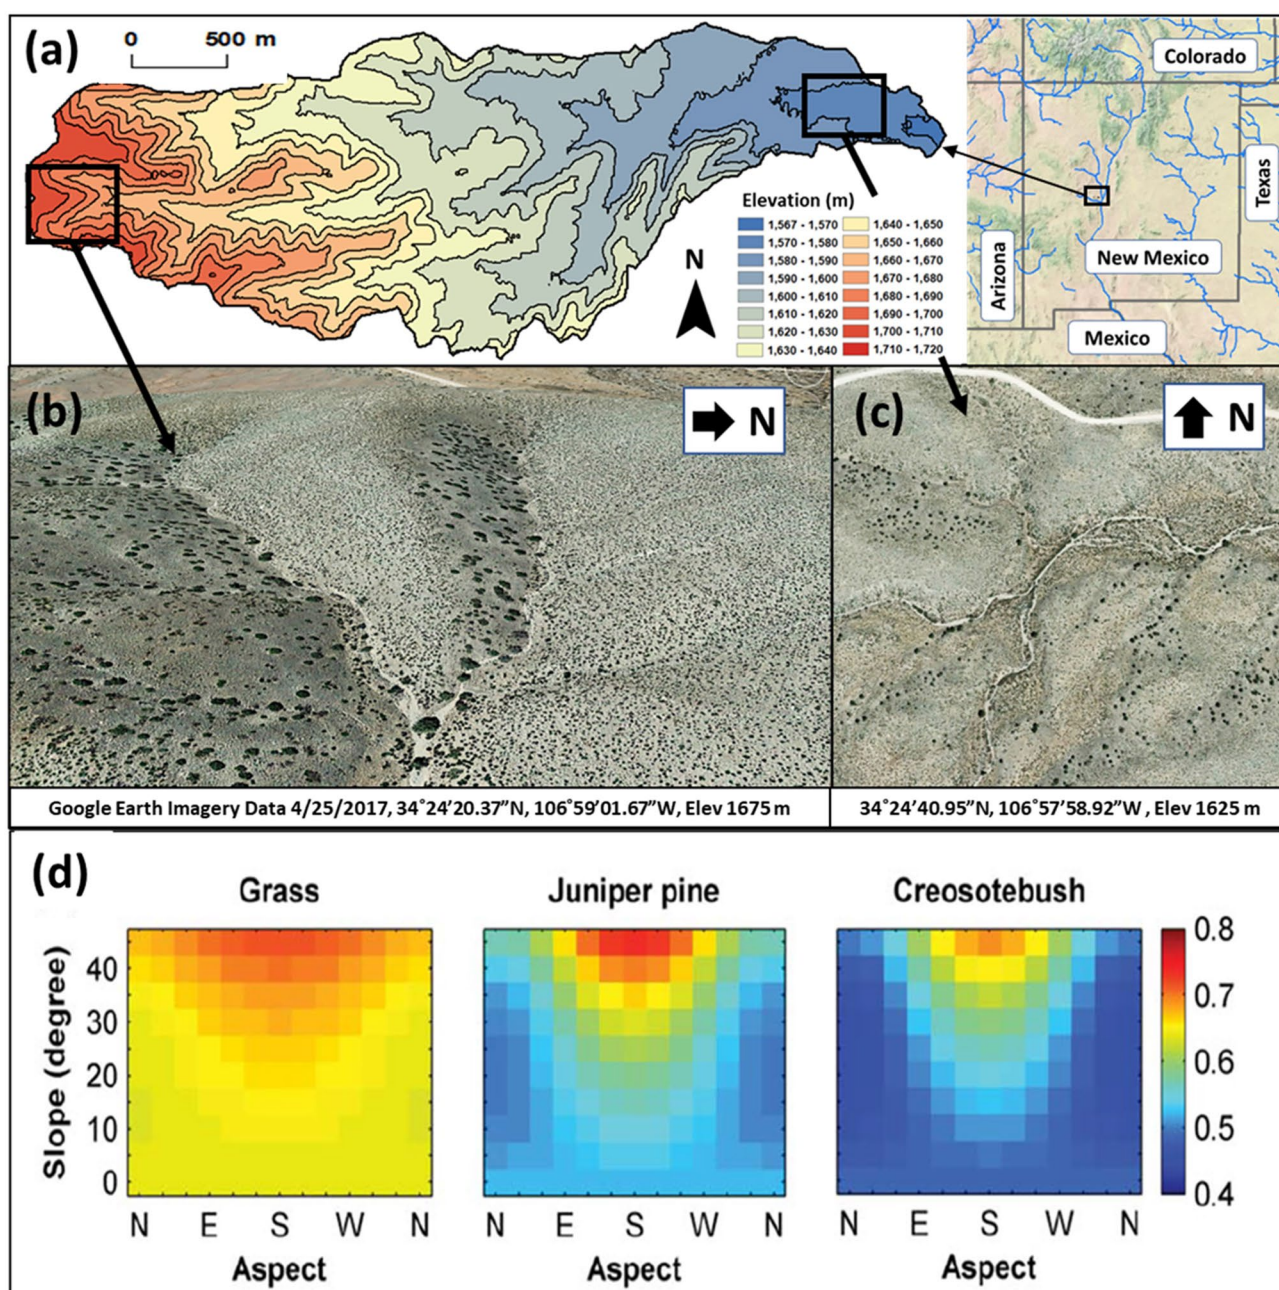 (a)
0 500 m
Colorado
Texas
Arizona
New Mexico
Mexico
N
Elevation (m)
1,567 - 1,570 1,640 - 1,650
1,570 - 1,580 1,650 - 1,660
1,580 - 1,590 1,660 - 1,670
1,590 - 1,600 1,670 - 1,680
1,600 - 1,610 1,680 - 1,690
1,610 - 1,620 1,690 - 1,700
1,620 - 1,630 1,700 - 1,710
1,630 - 1,640 1,710 - 1,720
(b)
N
(c)
N
Google Earth Imagery Data 4/25/2017, 34°24'20.37”N, 106°59'01.67”W, Elev 1675 m
34°24'40.95”N, 106°57'58.92”W , Elev 1625 m
(d)
Grass Juniper pine Creosotebush
Slope (degree)
40
30
20
10
0
0.8
0.7
0.6
0.5
0.4
N E S W N N E S W N N E S W N
Aspect Aspect Aspect